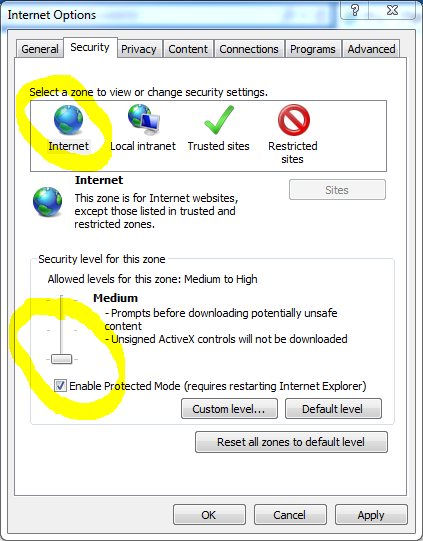 Internet Options
?
General
Security
Privacy
Content
Connections
Programs
Advanced
Select a zone to view or change security settings.
Internet
Local intranet
Trusted sites
Restricted
sites
Internet
This zone is for Internet websites,
except those listed in trusted and
restricted zones.
Sites
Security level for this zone
Allowed levels for this zone: Medium to High
Medium
- Prompts before downloading potentially unsafe
content
- Unsigned ActiveX controls will not be downloaded
Enable Protected Mode (requires restarting Internet Explorer)
Custom level...
Default level
Reset all zones to default level
OK
Cancel
Apply